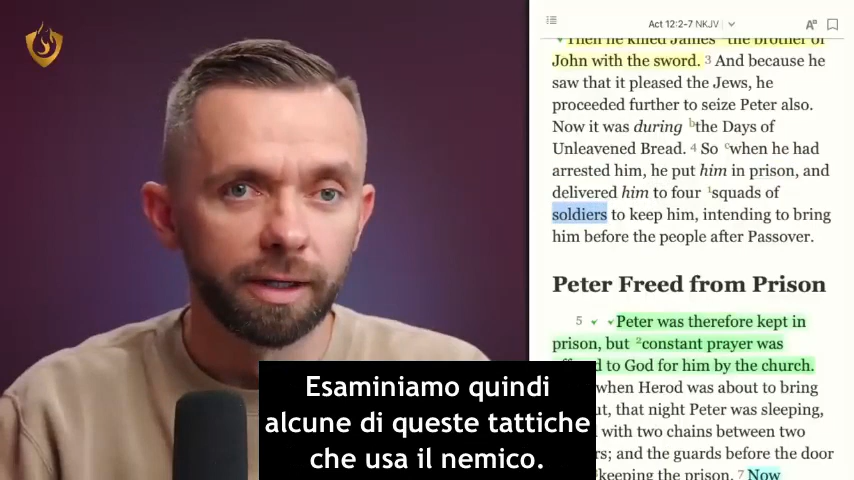 Act 12:2-7 NKJV
Then he killed James the brother of
John with the sword. 3 And because he
saw that it pleased the Jews, he
proceeded further to seize Peter also.
Now it was during b the Days of
Unleavened Bread. 4 So c when he had
arrested him, he put him in prison, and
delivered him to four 1 squads of
soldiers to keep him, intending to bring
him before the people after Passover.
Peter Freed from Prison
5 Peter was therefore kept in
prison, but 2 constant prayer was
to God for him by the church.
when Herod was about to bring
that night Peter was sleeping,
with two chains between two
and the guards before the door
keeping the prison. 7 Now
Esaminiamo quindi
alcune di queste tattiche
che usa il nemico.